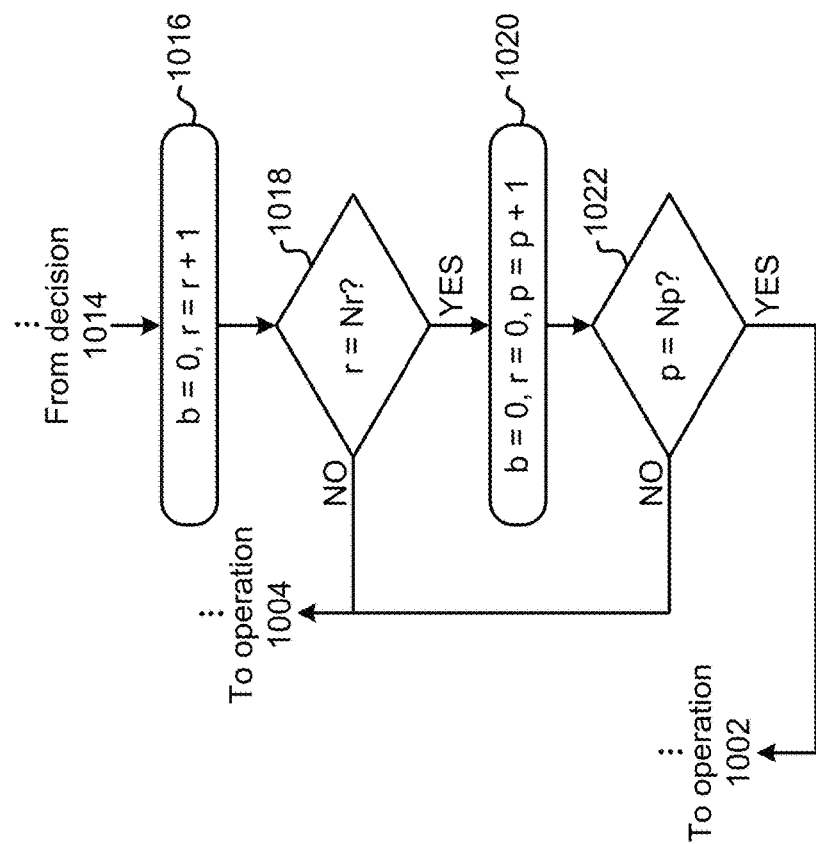 From decision
1014
b = 0, r = r + 1
1016
r = Nr?
1018
NO
YES
To operation
1004
b = 0, r = 0, p = p + 1
1020
p = Np?
1022
NO
YES
To operation
1002